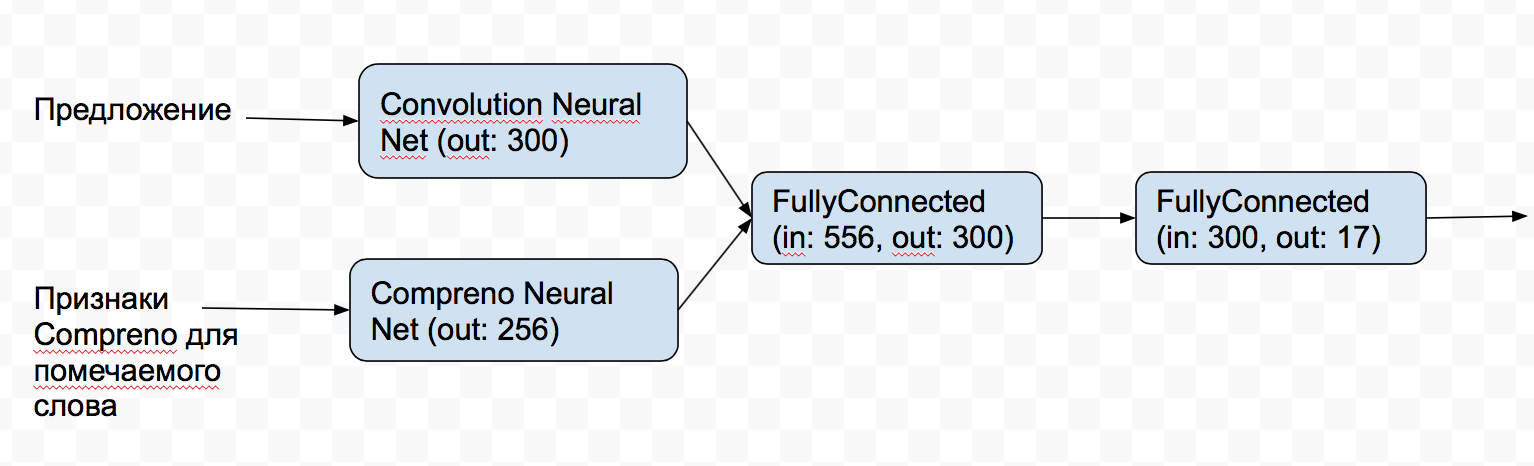 Предложение
Convolution Neural
Net (out: 300)
Признаки
Compreno для
помечаемого
слова
Compreno Neural
Net (out: 256)
FullyConnected
(in: 556, out: 300)
FullyConnected
(in: 300, out: 17)